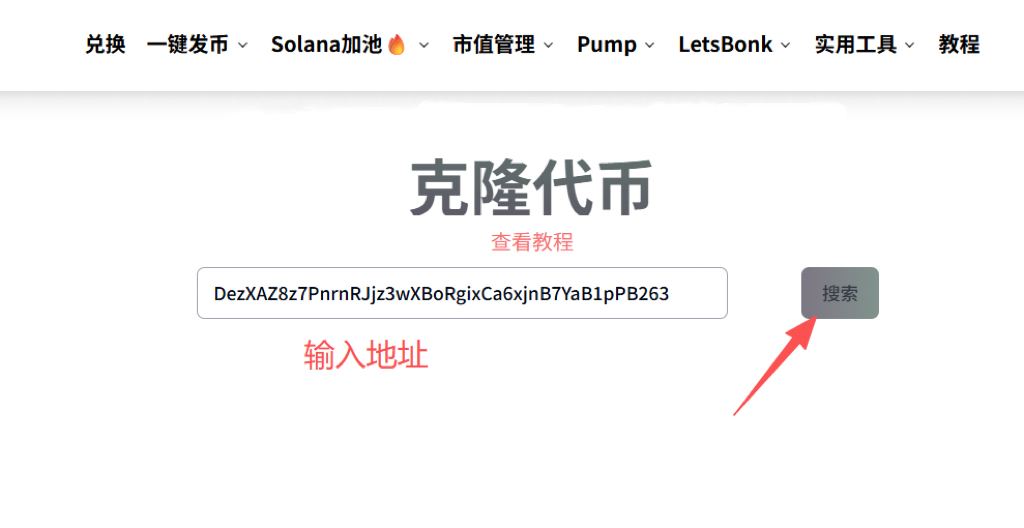 兑换 一键发币 Solana加池🔥 市值管理 Pump LetsBonk 实用工具 教程
克隆代币
查看教程
DezXAZ8z7PnrnRJjz3wXBoRgixCa6xjnB7YaB1pPB263 搜索
输入地址